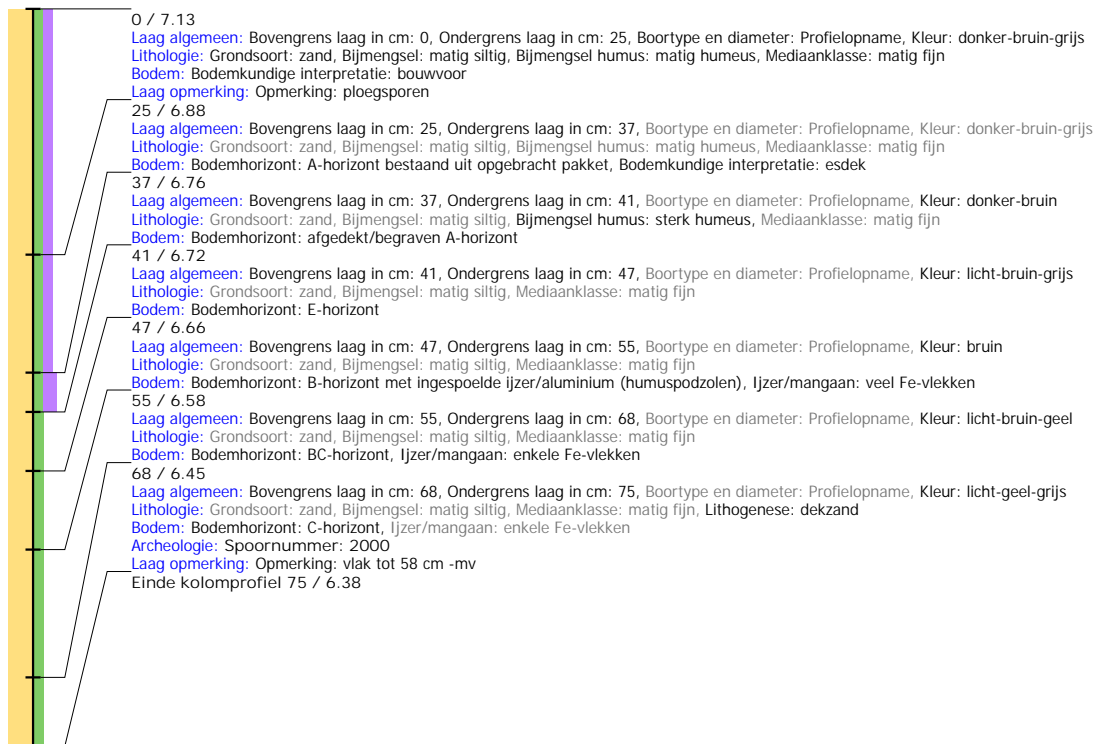 0 / 7.13
Laag algemeen: Bovengrens laag in cm: 0, Ondergrens laag in cm: 25, Boortype en diameter: Profielopname, Kleur: donker-bruin-grijs
Lithologie: Grondsoort: zand, Bijmengsel: matig siltig, Bijmengsel humus: matig humeus, Mediaanklasse: matig fijn
Bodem: Bodemkundige interpretatie: bouwvoor
Laag opmerking: Opmerking: ploegsporen
25 / 6.88
Laag algemeen: Bovengrens laag in cm: 25, Ondergrens laag in cm: 37, Boortype en diameter: Profielopname, Kleur: donker-bruin-grijs
Lithologie: Grondsoort: zand, Bijmengsel: matig siltig, Bijmengsel humus: matig humeus, Mediaanklasse: matig fijn
Bodem: Bodemhorizont: A-horizont bestaand uit opgebracht pakket, Bodemkundige interpretatie: esdek
37 / 6.76
Laag algemeen: Bovengrens laag in cm: 37, Ondergrens laag in cm: 41, Boortype en diameter: Profielopname, Kleur: donker-bruin
Lithologie: Grondsoort: zand, Bijmengsel: matig siltig, Bijmengsel humus: sterk humeus, Mediaanklasse: matig fijn
Bodem: Bodemhorizont: afgedekt/begraven A-horizont
41 / 6.72
Laag algemeen: Bovengrens laag in cm: 41, Ondergrens laag in cm: 47, Boortype en diameter: Profielopname, Kleur: licht-bruin-grijs
Lithologie: Grondsoort: zand, Bijmengsel: matig siltig, Mediaanklasse: matig fijn
Bodem: Bodemhorizont: E-horizont
47 / 6.66
Laag algemeen: Bovengrens laag in cm: 47, Ondergrens laag in cm: 55, Boortype en diameter: Profielopname, Kleur: bruin
Lithologie: Grondsoort: zand, Bijmengsel: matig siltig, Mediaanklasse: matig fijn
Bodem: Bodemhorizont: B-horizont met ingespoelde ijzer/aluminium (humuspodzolen), Ijzer/mangaan: veel Fe-vlekken
55 / 6.58
Laag algemeen: Bovengrens laag in cm: 55, Ondergrens laag in cm: 68, Boortype en diameter: Profielopname, Kleur: licht-bruin-geel
Lithologie: Grondsoort: zand, Bijmengsel: matig siltig, Mediaanklasse: matig fijn
Bodem: Bodemhorizont: BC-horizont, Ijzer/mangaan: enkele Fe-vlekken
68 / 6.45
Laag algemeen: Bovengrens laag in cm: 68, Ondergrens laag in cm: 75, Boortype en diameter: Profielopname, Kleur: licht-geel-grijs
Lithologie: Grondsoort: zand, Bijmengsel: matig siltig, Mediaanklasse: matig fijn, Lithogenese: dekzand
Bodem: Bodemhorizont: C-horizont, Ijzer/mangaan: enkele Fe-vlekken
Archeologie: Spoornummer: 2000
Laag opmerking: Opmerking: vlak tot 58 cm -mv
Einde kolomprofiel 75 / 6.38